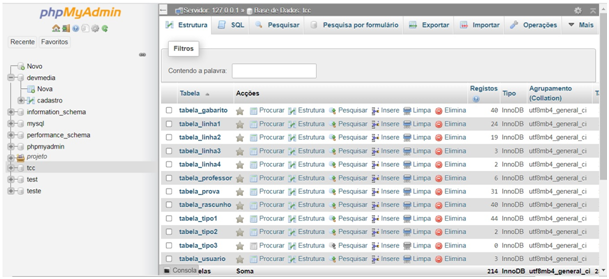 phpMyAdmin
Recente Favoritos
Novo
devmedia
Nova
cadastro
information_schema
mysql
performance_schema
phpmyadmin
projeto
tcc
test
teste
Servidor: 127.0.0.1 » Base de Dados: tcc
Estrutura SQL Pesquisar Pesquisa por formulário Exportar Importar Operações Mais
Filtros
Contendo a palavra:
Tabela Acções Registos Tipo Agrupamento (Collation)
tabela_gabarito Procurar Estrutura Pesquisar Insere Limpa Elimina 40 InnoDB utf8mb4_general_ci
tabela_linha1 Procurar Estrutura Pesquisar Insere Limpa Elimina 24 InnoDB utf8mb4_general_ci
tabela_linha2 Procurar Estrutura Pesquisar Insere Limpa Elimina 19 InnoDB utf8mb4_general_ci
tabela_linha3 Procurar Estrutura Pesquisar Insere Limpa Elimina 3 InnoDB utf8mb4_general_ci
tabela_linha4 Procurar Estrutura Pesquisar Insere Limpa Elimina 2 InnoDB utf8mb4_general_ci
tabela_professor Procurar Estrutura Pesquisar Insere Limpa Elimina 6 InnoDB utf8mb4_general_ci
tabela_prova Procurar Estrutura Pesquisar Insere Limpa Elimina 31 InnoDB utf8mb4_general_ci
tabela_rascunho Procurar Estrutura Pesquisar Insere Limpa Elimina 40 InnoDB utf8mb4_general_ci
tabela_tipo1 Procurar Estrutura Pesquisar Insere Limpa Elimina 44 InnoDB utf8mb4_general_ci
tabela_tipo2 Procurar Estrutura Pesquisar Insere Limpa Elimina 2 InnoDB utf8mb4_general_ci
tabela_tipo3 Procurar Estrutura Pesquisar Insere Limpa Elimina 0 InnoDB utf8mb4_general_ci
tabela_usuario Procurar Estrutura Pesquisar Insere Limpa Elimina 3 InnoDB utf8mb4_general_ci
Consola elas Soma 214 InnoDB utf8mb4_general_ci